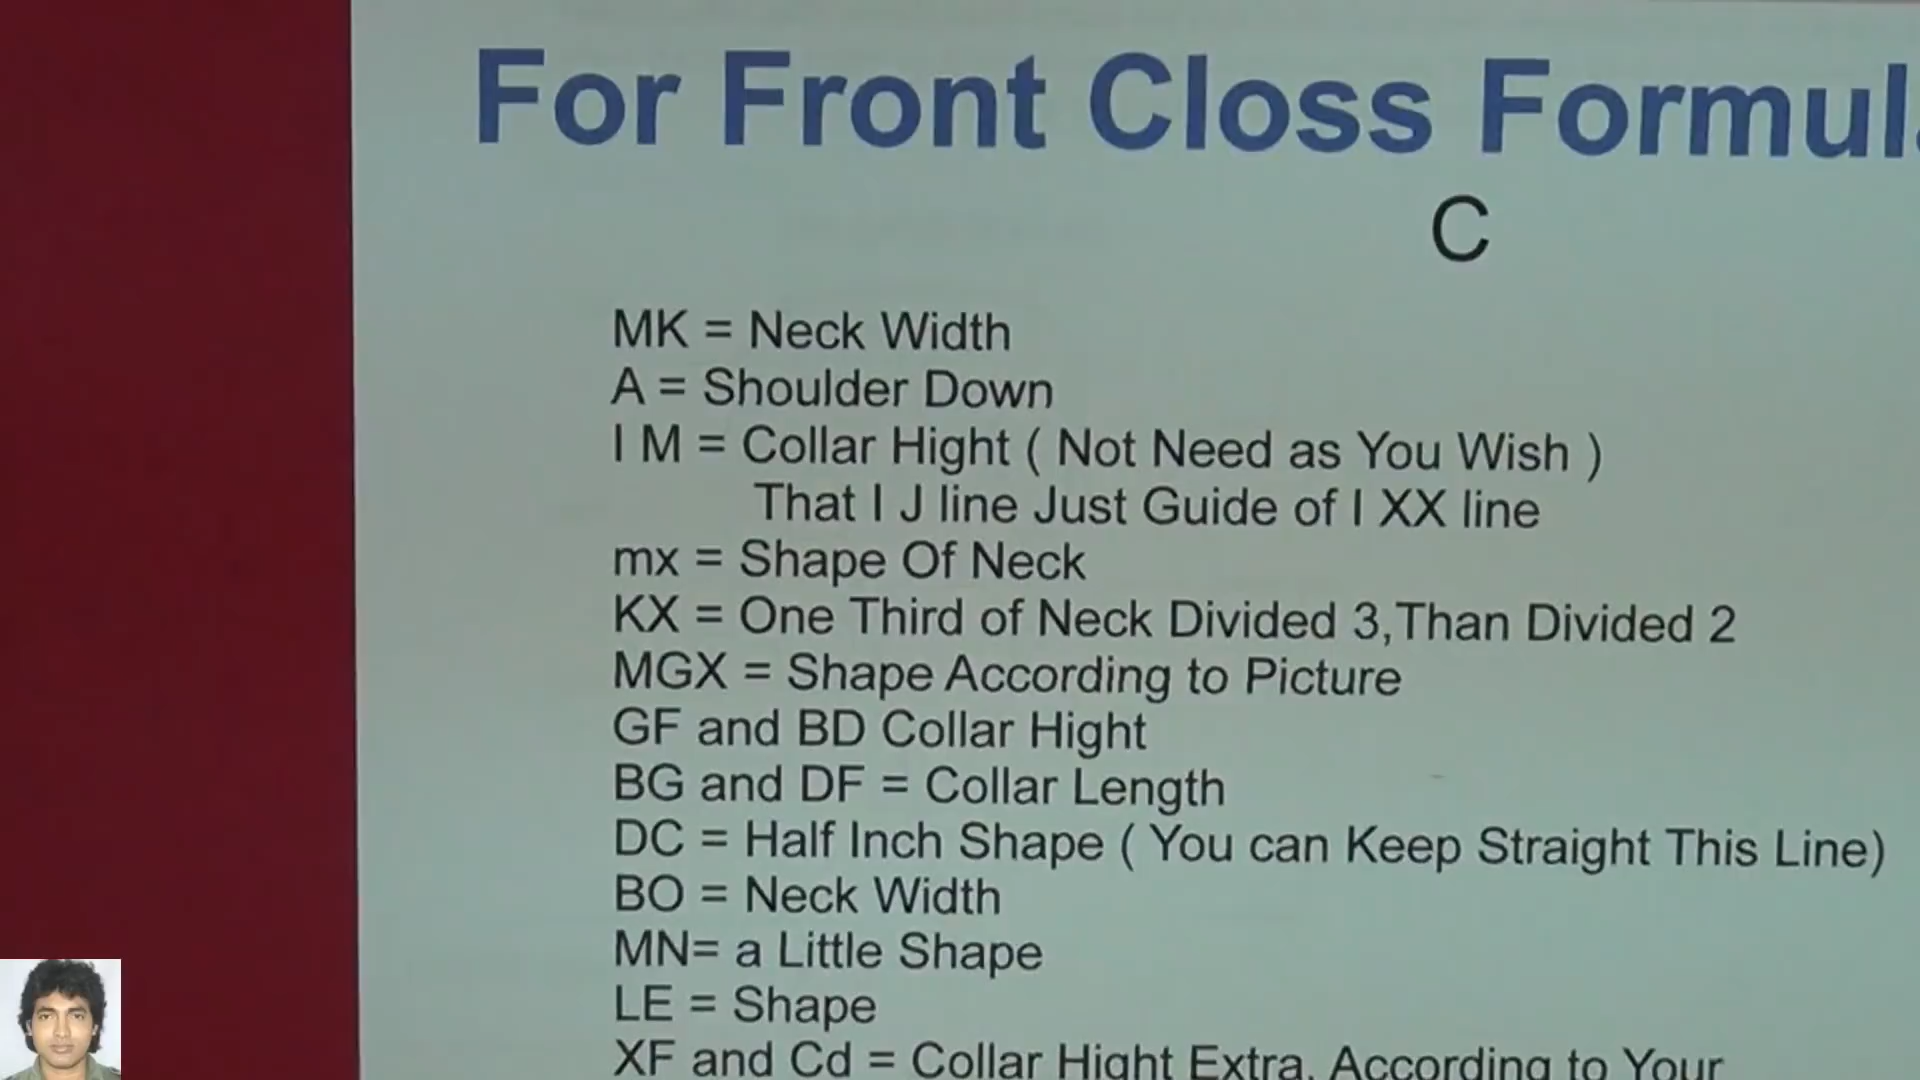 For Front Closs Formul
C
MK = Neck Width
A = Shoulder Down
I M = Collar Hight ( Not Need as You Wish )
That I J line Just Guide of I XX line
mx = Shape Of Neck
KX = One Third of Neck Divided 3,Than Divided 2
MGX = Shape According to Picture
GF and BD Collar Hight
BG and DF = Collar Length
DC = Half Inch Shape ( You can Keep Straight This Line)
BO = Neck Width
MN= a Little Shape
LE = Shape
XF and Cd = Collar Hight Extra, According to Your